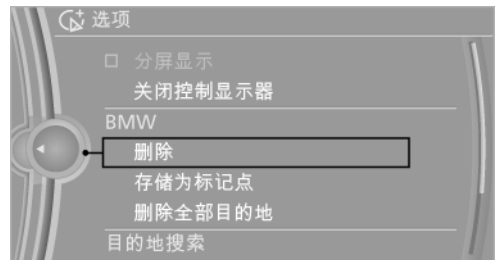 选项
分屏显示
关闭控制显示器
BMW
删除
存储为标记点
删除全部目的地
目的地搜索